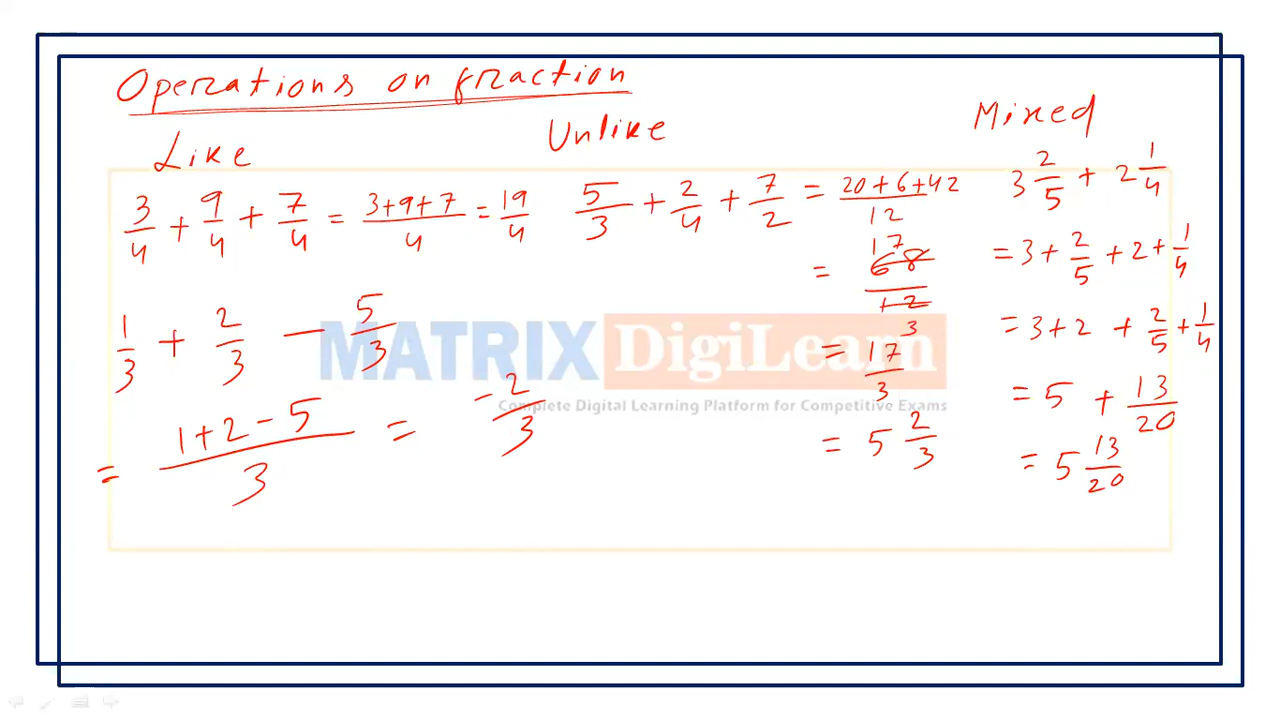 Operations on fraction
Like
3/4 + 9/4 + 7/4 = (3+9+7)/4 = 19/4
1/3 + 2/3 - 5/3
= (1+2-5)/3 = -2/3
Unlike
5/3 + 2/4 + 7/2 = (20+6+42)/12
= 68/12 17 3
= 17/3
= 5 2/3
Mixed
3 2/5 + 2 1/4
= 3 + 2/5 + 2 + 1/4
= 3+2 + 2/5 + 1/4
= 5 + 13/20
= 5 13/20
MATRIX DigiLearn
Complete Digital Learning Platform for Competitive Exams